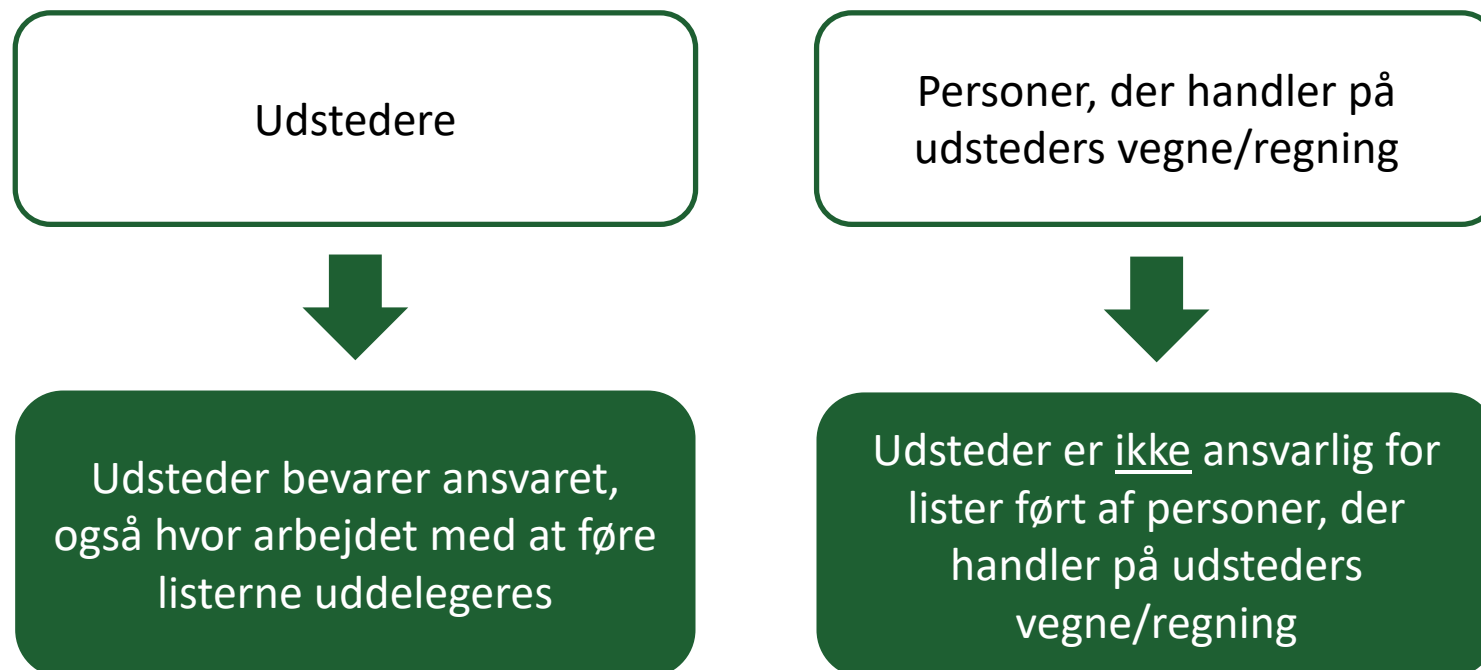 Udstedere
Personer, der handler på
udsteders vegne/regning
Udsteder bevarer ansvaret,
også hvor arbejdet med at føre
listerne uddelegeres
Udsteder er ikke ansvarlig for
lister ført af personer, der
handler på udsteders
vegne/regning